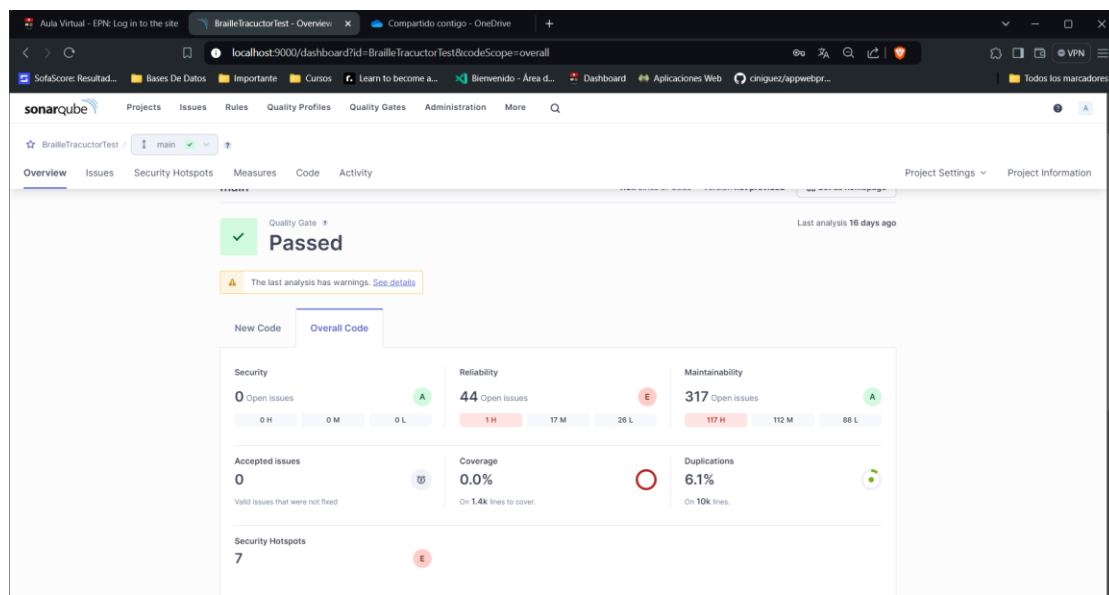 Aula Virtual - EPN: Log in to the site BrailleTracuctorTest - Overview Compartido contigo - OneDrive
localhost:9000/dashboard?id=BrailleTracuctorTest&codeScope=overall VPN
SofaScore: Resultad... Bases De Datos Importante Cursos Learn to become a... Bienvenido - Área d... Dashboard Aplicaciones Web ciniguez/appwebpr... Todos los marcadores
sonarqube Projects Issues Rules Quality Profiles Quality Gates Administration More A
BrailleTracuctorTest / main ?
Overview Issues Security Hotspots Measures Code Activity Project Settings Project Information
main
Quality Gate ? Last analysis 16 days ago
Passed
The last analysis has warnings. See details
New Code Overall Code
Security Reliability Maintainability
0 Open issues A 44 Open issues E 317 Open issues A
0 H 0 M 0 L 1 H 17 M 26 L 117 H 112 M 88 L
Accepted issues Coverage Duplications
0 0.0% 6.1%
Valid issues that were not fixed On 1.4k lines to cover. On 10k lines.
Security Hotspots
7 E